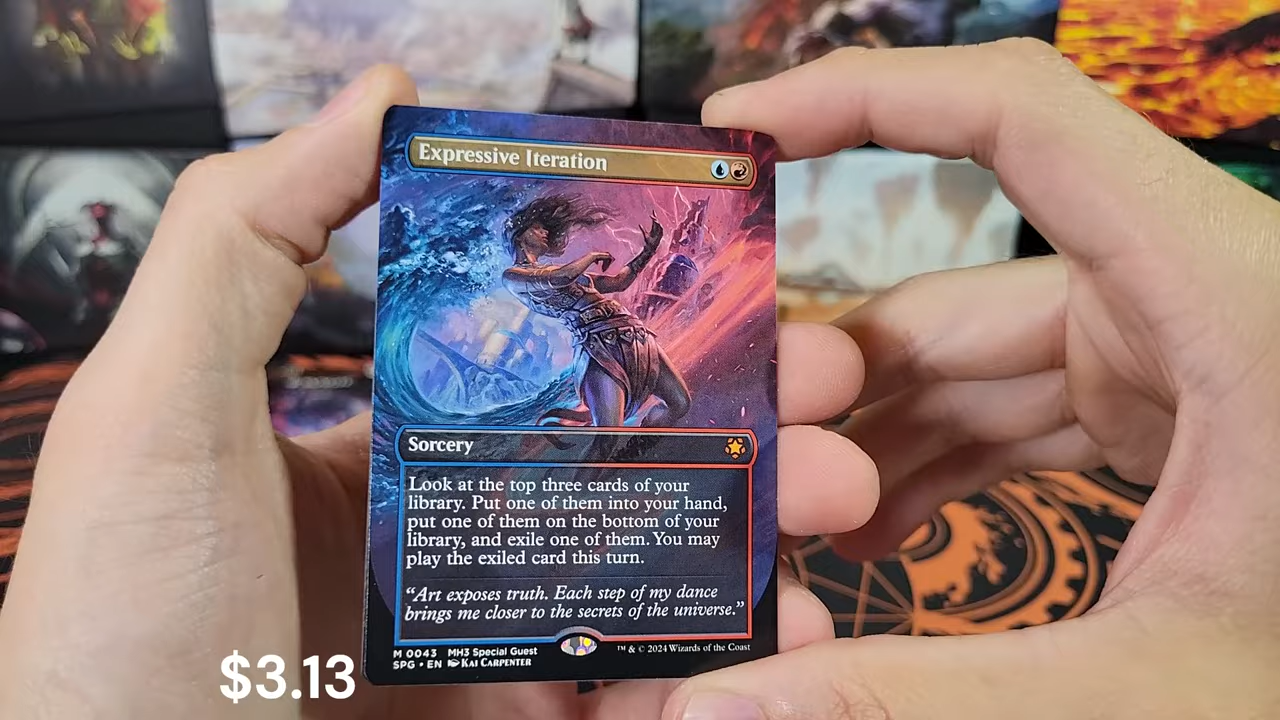 Expressive Iteration
Sorcery
Look at the top three cards of your
library. Put one of them into your hand,
put one of them on the bottom of your
library, and exile one of them. You may
play the exiled card this turn.
“Art exposes truth. Each step of my dance
brings me closer to the secrets of the universe.”
M 0043 MH3 Special Guest
SPG • EN Kai Carpenter
™ & © 2024 Wizards of the Coast
$3.13